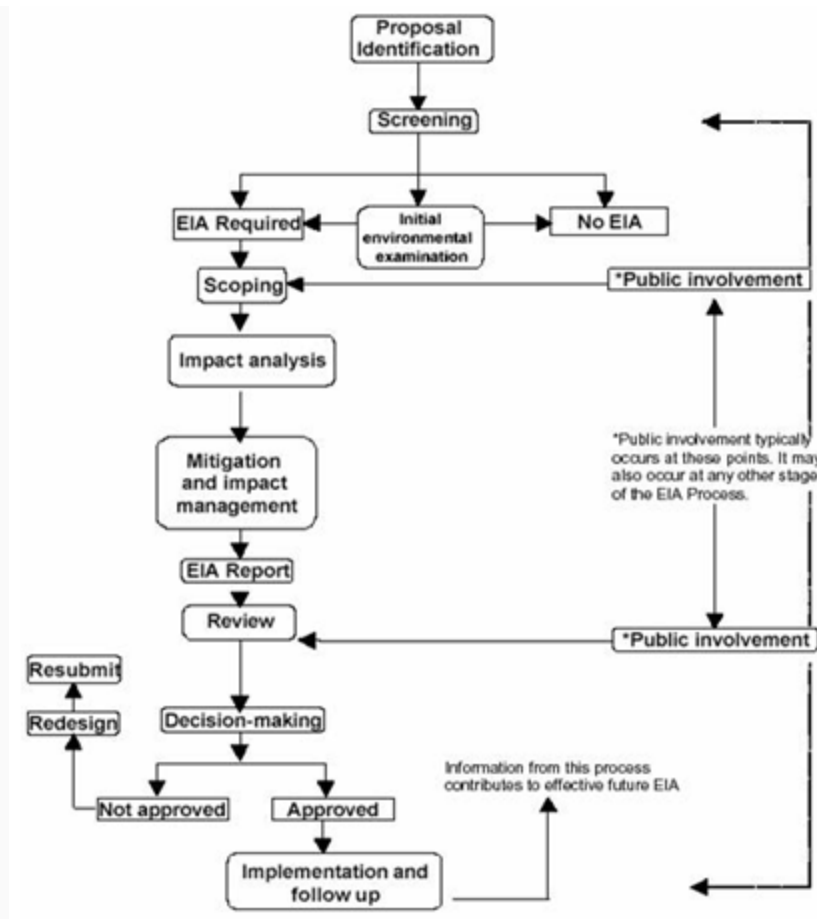 Proposal
Identification
Screening
EIA Required
Initial
environmental
examination
No EIA
Scoping
*Public involvement
Impact analysis
*Public involvement typically
occurs at these points. It may
also occur at any other stage
of the EIA Process.
Mitigation
and impact
management
EIA Report
Review
*Public involvement
Resubmit
Redesign
Decision-making
Information from this process
contributes to effective future EIA
Not approved
Approved
Implementation and
follow up